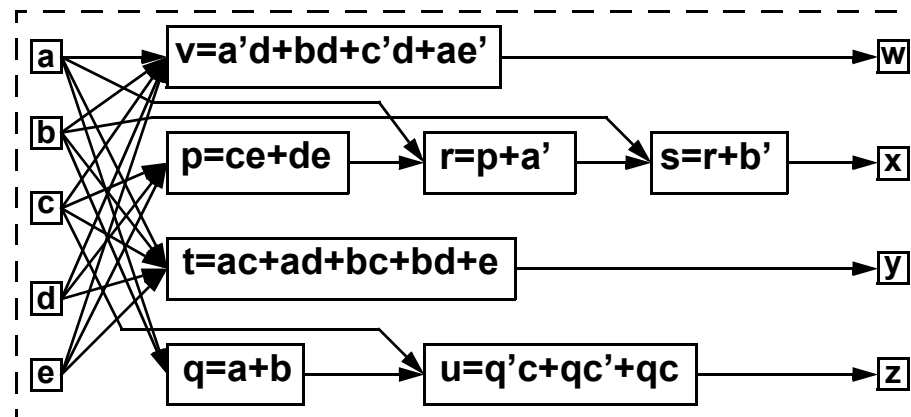 a v=a’d+bd+c’d+ae’ w
b
p=ce+de r=p+a’ s=r+b’ x
c
t=ac+ad+bc+bd+e y
d
e q=a+b u=q’c+qc’+qc z